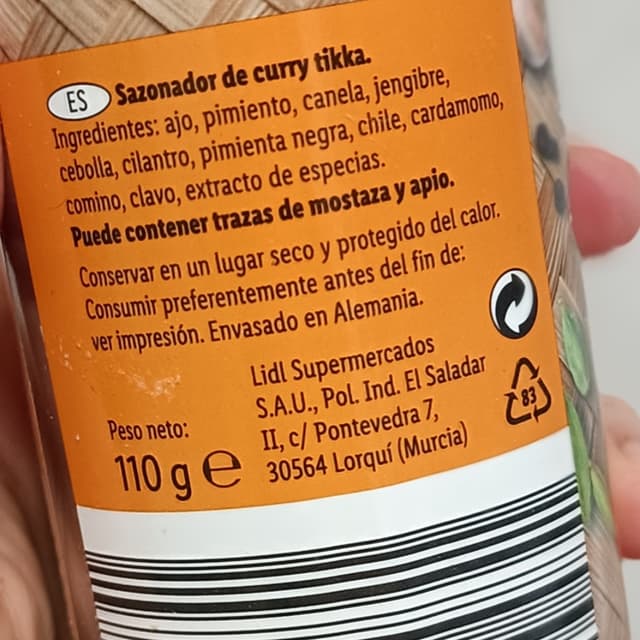 ES Sazonador de curry tikka.
Ingredientes: ajo, pimiento, canela, jengibre,
cebolla, cilantro, pimienta negra, chile, cardamomo,
comino, clavo, extracto de especias.
Puede contener trazas de mostaza y apio.
Conservar en un lugar seco y protegido del calor.
Consumir preferentemente antes del fin de:
ver impresión. Envasado en Alemania.
Lidl Supermercados
S.A.U., Pol. Ind. El Saladar
II, c/ Pontevedra 7,
30564 Lorquí (Murcia)
Peso neto:
110 g e
83